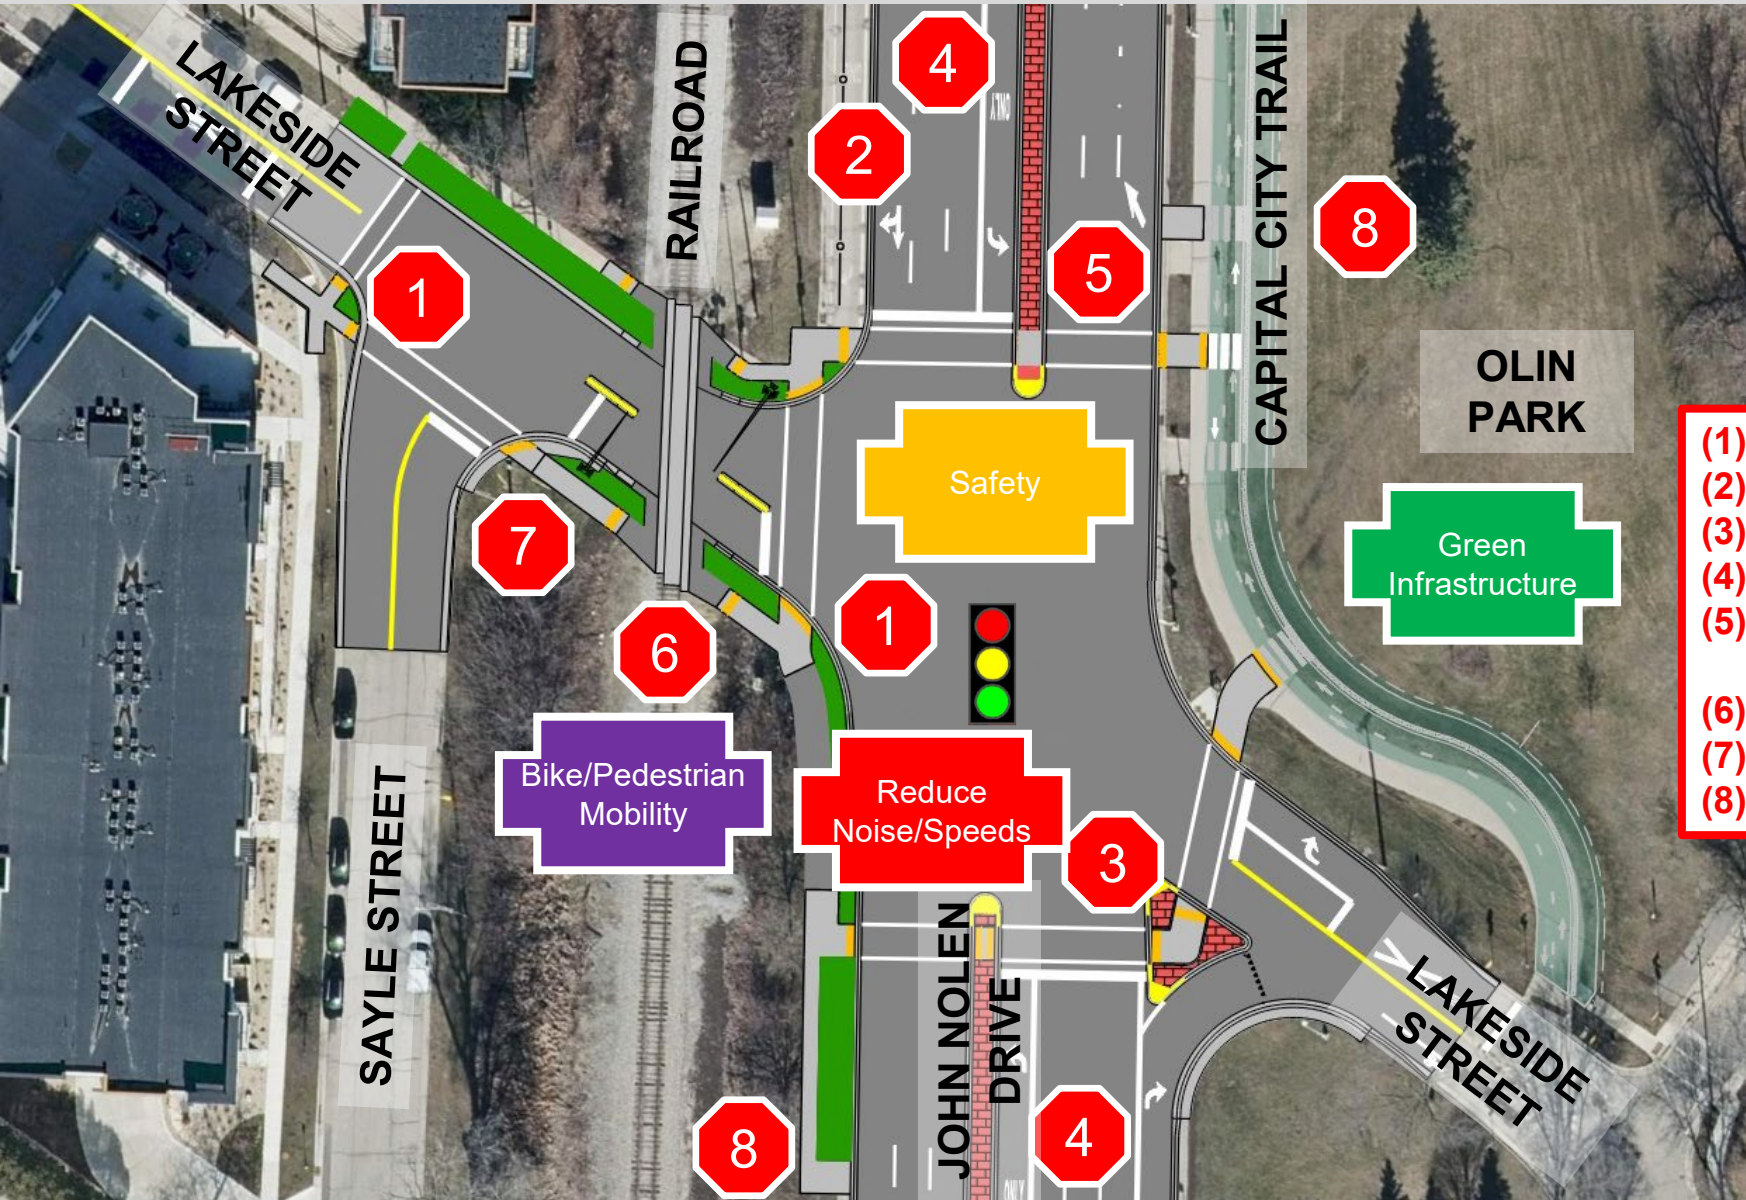 LAKESIDE
STREET
RAILROAD
4
2
ONLY
CAPITAL CITY TRAIL
8
5
1
OLIN
PARK
Safety
(1)
(2)
(3)
(4)
(5)
(6)
(7)
(8)
Green
Infrastructure
7
1
6
Bike/Pedestrian
Mobility
Reduce
Noise/Speeds
3
SAYLE STREET
JOHN NOLEN
DRIVE
LAKESIDE
STREET
8
4
ONLY